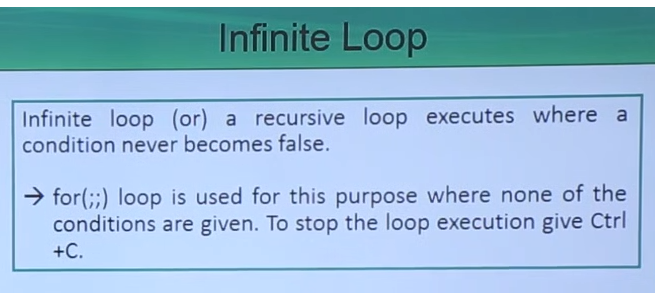 Infinite Loop
Infinite loop (or) a recursive loop executes where a
condition never becomes false.
→ for(;;) loop is used for this purpose where none of the
conditions are given. To stop the loop execution give Ctrl
+C.